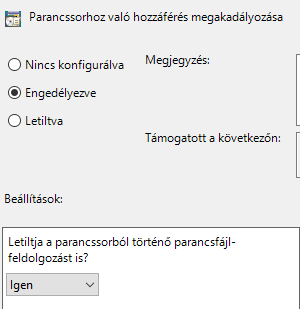 Parancssorhoz való hozzáférés megakadályozása
Nincs konfigurálva
Megjegyzés:
Engedélyezve
Letiltva
Támogatott a következőn:
Beállítások:
Letiltja a parancssorból történő parancsfájl-
feldolgozást is?
Igen